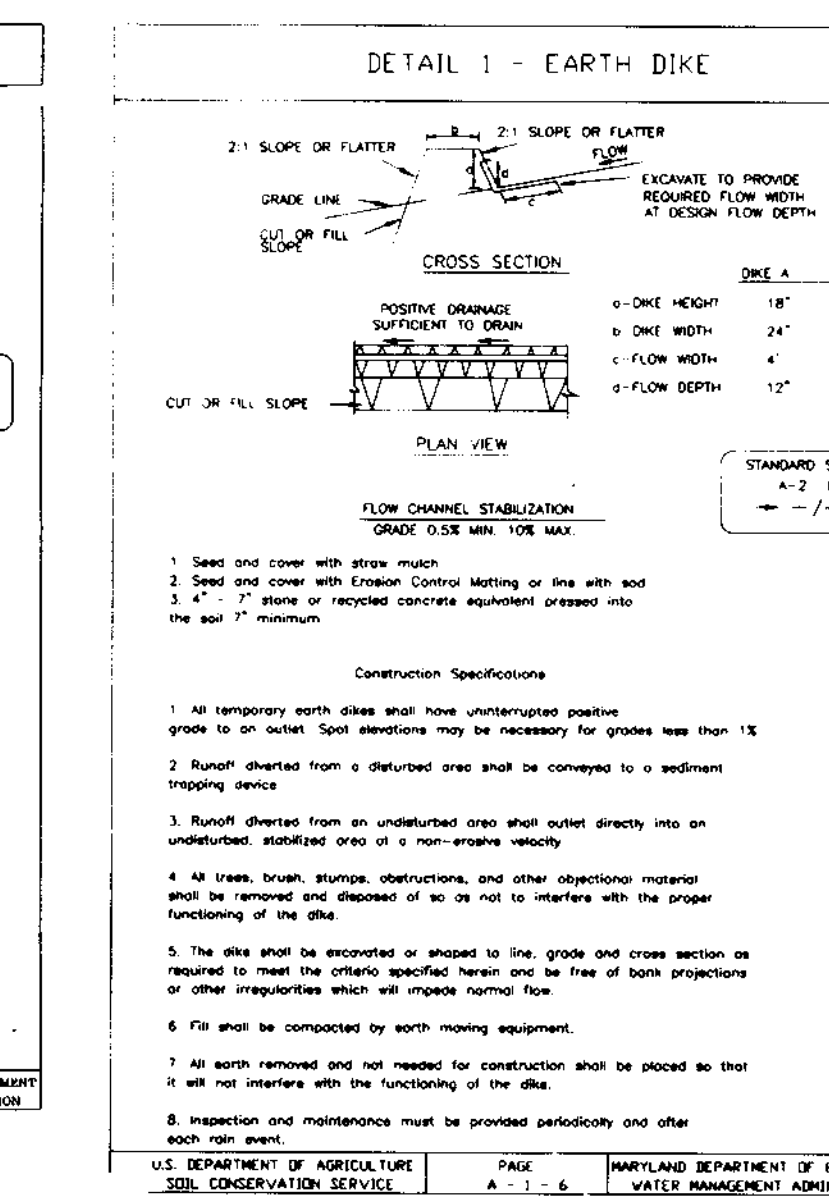 DETAIL 1 - EARTH DIKE
b
2:1 SLOPE OR FLATTER
2:1 SLOPE OR FLATTER
FLOW
a
d
EXCAVATE TO PROVIDE
REQUIRED FLOW WIDTH
AT DESIGN FLOW DEPTH
GRADE LINE
c
CUT OR FILL
SLOPE
CROSS SECTION
DIKE A
POSITIVE DRAINAGE
SUFFICIENT TO DRAIN
a-DIKE HEIGHT 18"
b DIKE WIDTH 24"
c-FLOW WIDTH 4'
d-FLOW DEPTH 12"
CUT OR FILL SLOPE
PLAN VIEW
STANDARD S
A-2
FLOW CHANNEL STABILIZATION
GRADE 0.5% MIN. 10% MAX.
1 Seed and cover with straw mulch
2. Seed and cover with Erosion Control Matting or line with sod
3. 4" - 7" stone or recycled concrete equivalent pressed into
the soil 7" minimum
Construction Specifications
1 All temporary earth dikes shall have uninterrupted positive
grade to an outlet Spot elevations may be necessary for grades less than 1%
2 Runoff diverted from a disturbed area shall be conveyed to a sediment
trapping device
3. Runoff diverted from an undisturbed area shall outlet directly into an
undisturbed, stabilized area at a non-erosive velocity
4 All trees, brush, stumps, obstructions, and other objectional material
shall be removed and disposed of so as not to interfere with the proper
functioning of the dike.
5. The dike shall be excavated or shaped to line, grade and cross section as
required to meet the criteria specified herein and be free of bank projections
or other irregularities which will impede normal flow.
6 Fill shall be compacted by earth moving equipment.
7 All earth removed and not needed for construction shall be placed so that
it will not interfere with the functioning of the dike.
8. Inspection and maintenance must be provided periodically and after
each rain event.
MENT
ION
U.S. DEPARTMENT OF AGRICULTURE
SOIL CONSERVATION SERVICE
PAGE
A - 1 - 6
MARYLAND DEPARTMENT OF E
WATER MANAGEMENT ADMI